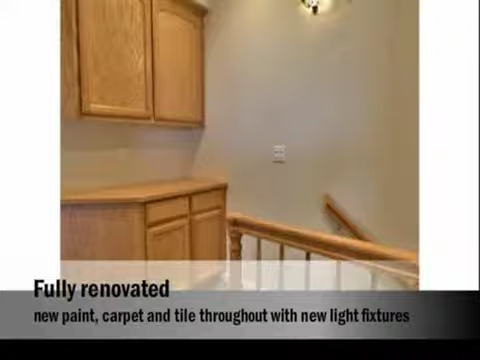 Fully renovated
new paint, carpet and tile throughout with new light fixtures